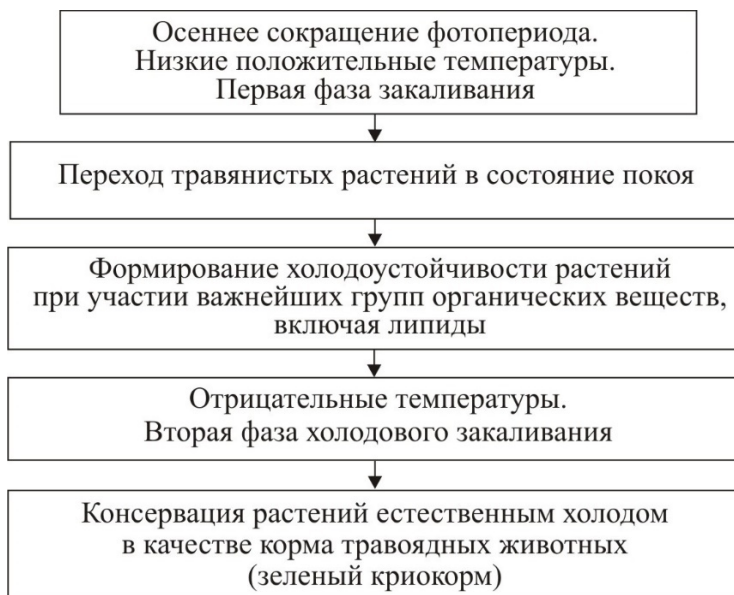 Осеннее сокращение фотопериода.
Низкие положительные температуры.
Первая фаза закаливания
Переход травянистых растений в состояние покоя
Формирование холодоустойчивости растений
при участии важнейших групп органических веществ,
включая липиды
Отрицательные температуры.
Вторая фаза холодового закаливания
Консервация растений естественным холодом
в качестве корма травоядных животных
(зеленый криокорм)